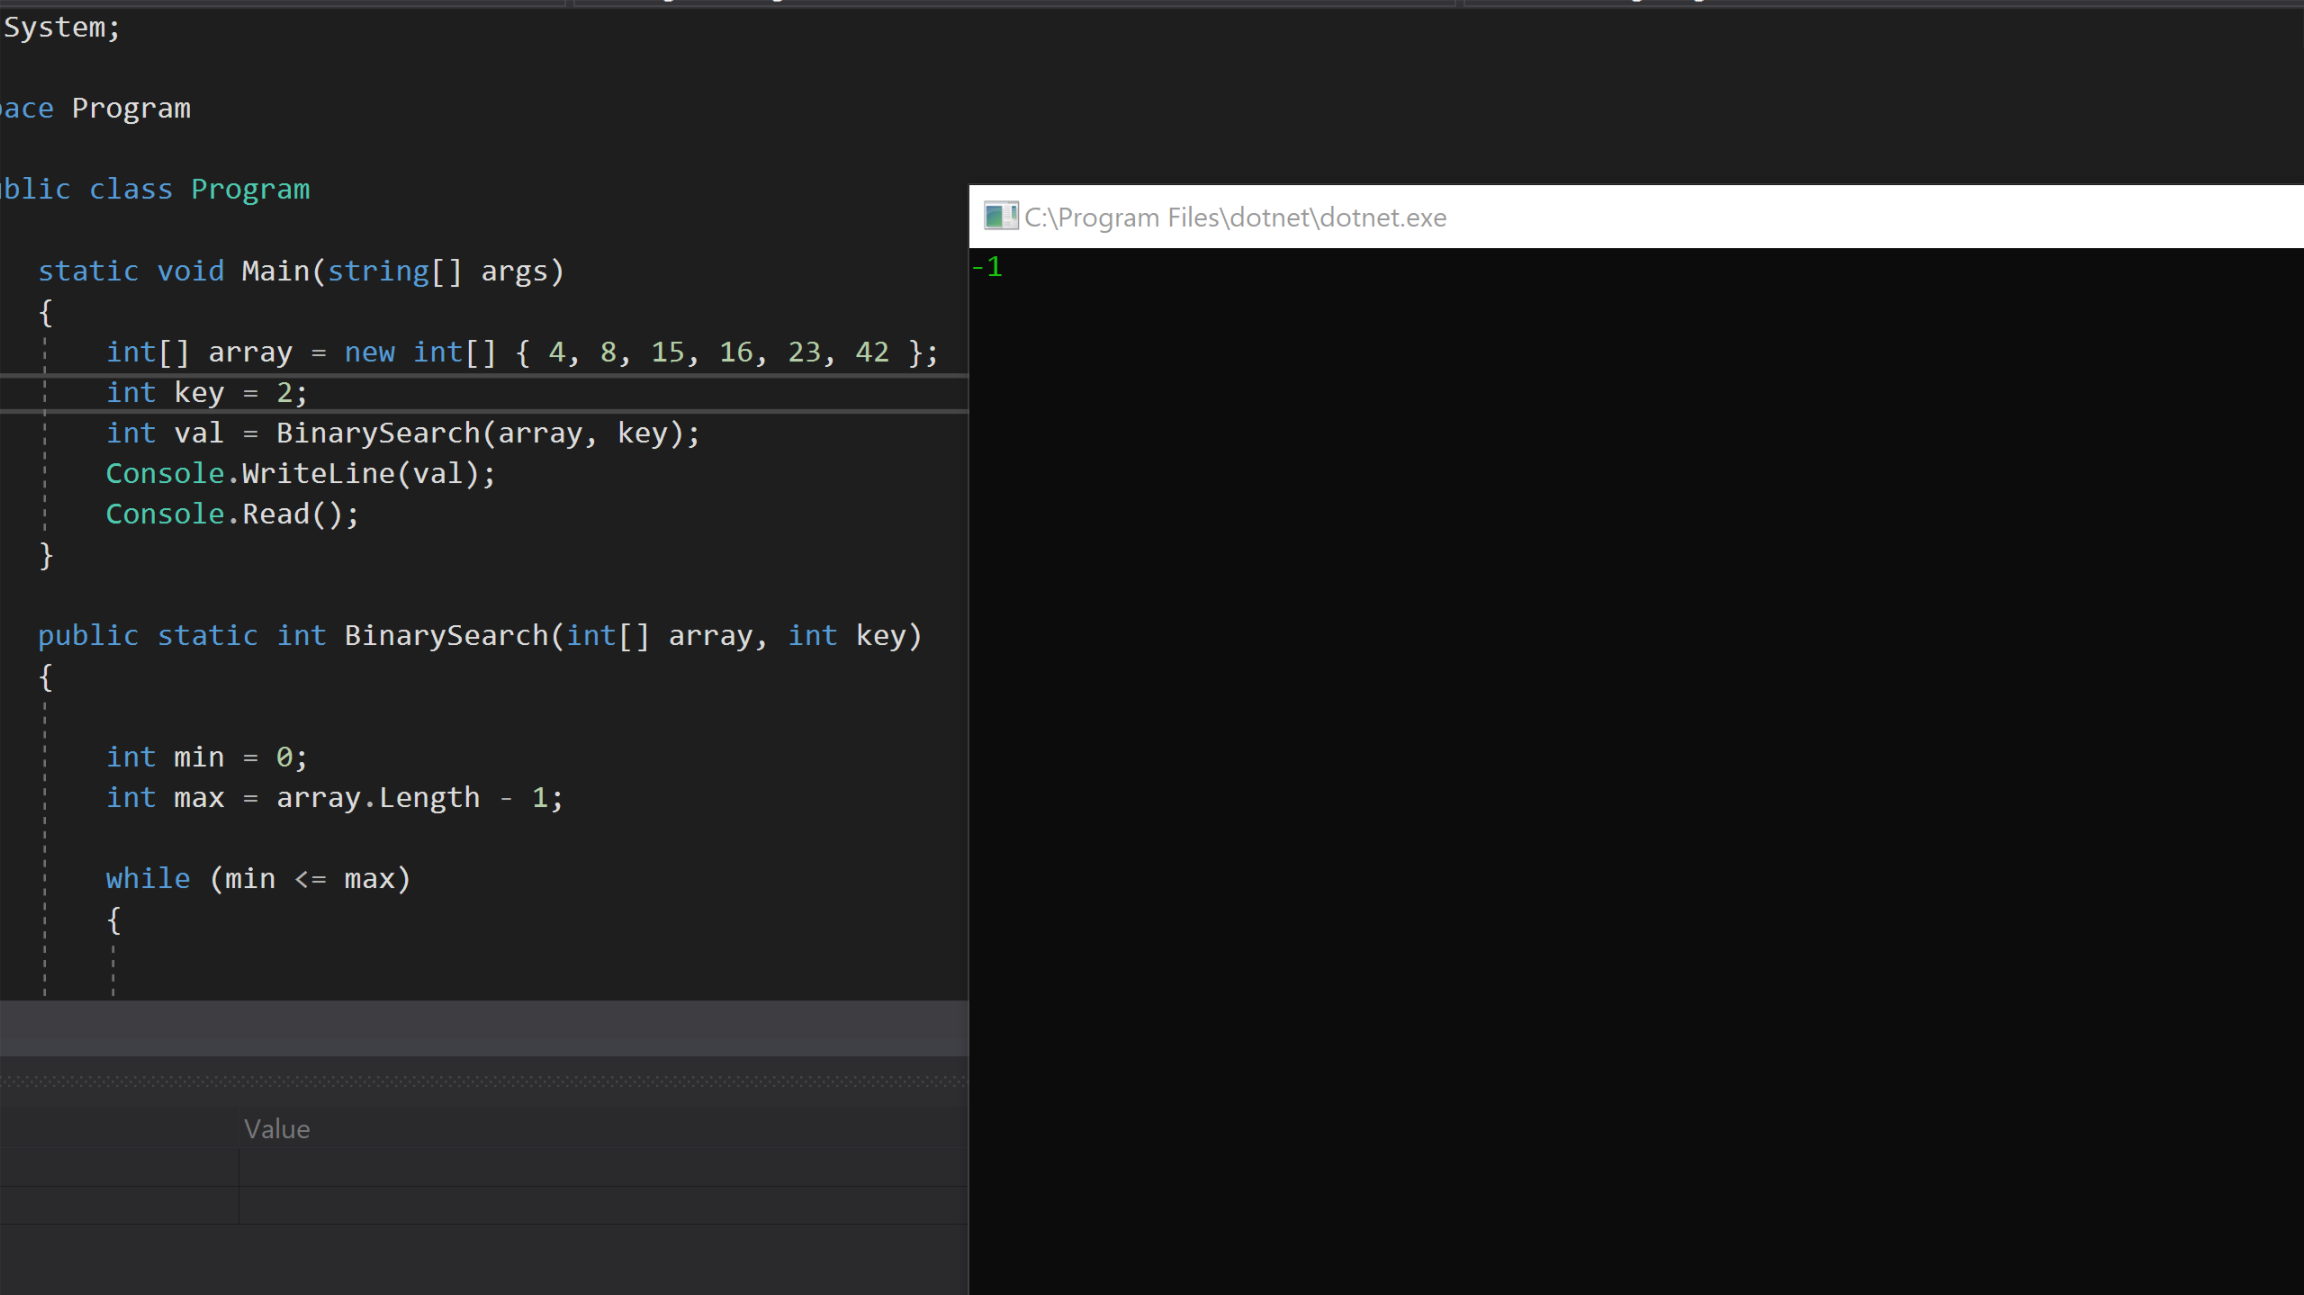 System;
ace Program
blic class Program
static void Main(string[] args)
{
int[] array = new int[] { 4, 8, 15, 16, 23, 42 };
int key = 2;
int val = BinarySearch(array, key);
Console.WriteLine(val);
Console.Read();
}
public static int BinarySearch(int[] array, int key)
{
int min = 0;
int max = array.Length - 1;
while (min <= max)
{
Value
C:\Program Files\dotnet\dotnet.exe
-1